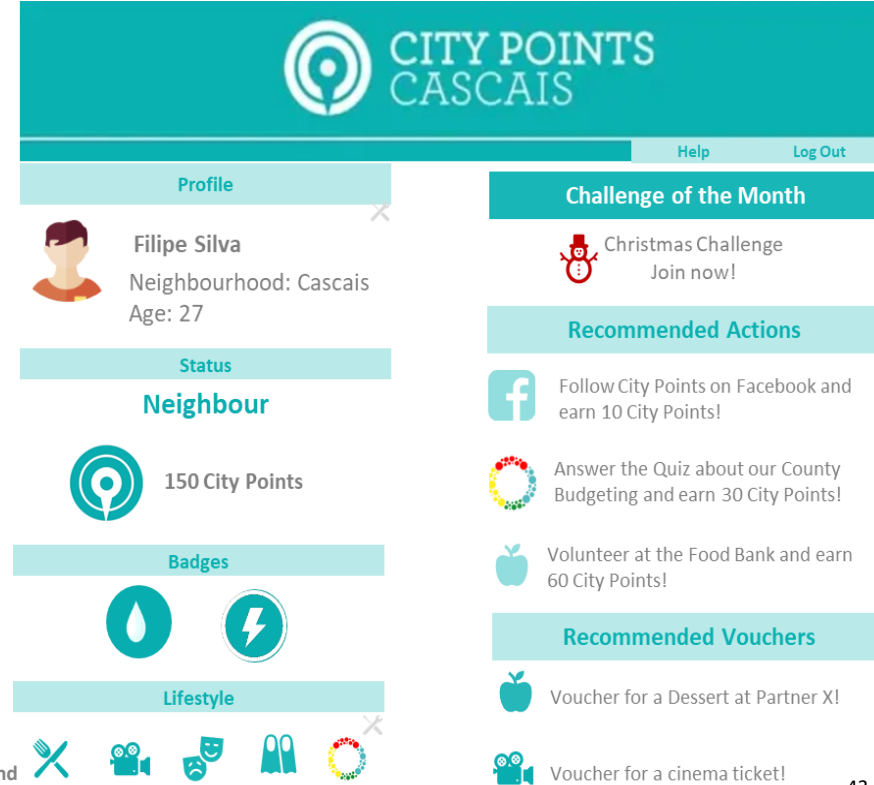 CITY POINTS
CASCAIS
Help
Log Out
Profile
Filipe Silva
Neighbourhood: Cascais
Age: 27
Status
Neighbour
150 City Points
Badges
Lifestyle
nd
Challenge of the Month
Christmas Challenge
Join now!
Recommended Actions
Follow City Points on Facebook and
earn 10 City Points!
Answer the Quiz about our County
Budgeting and earn 30 City Points!
Volunteer at the Food Bank and earn
60 City Points!
Recommended Vouchers
Voucher for a Dessert at Partner X!
Voucher for a cinema ticket!